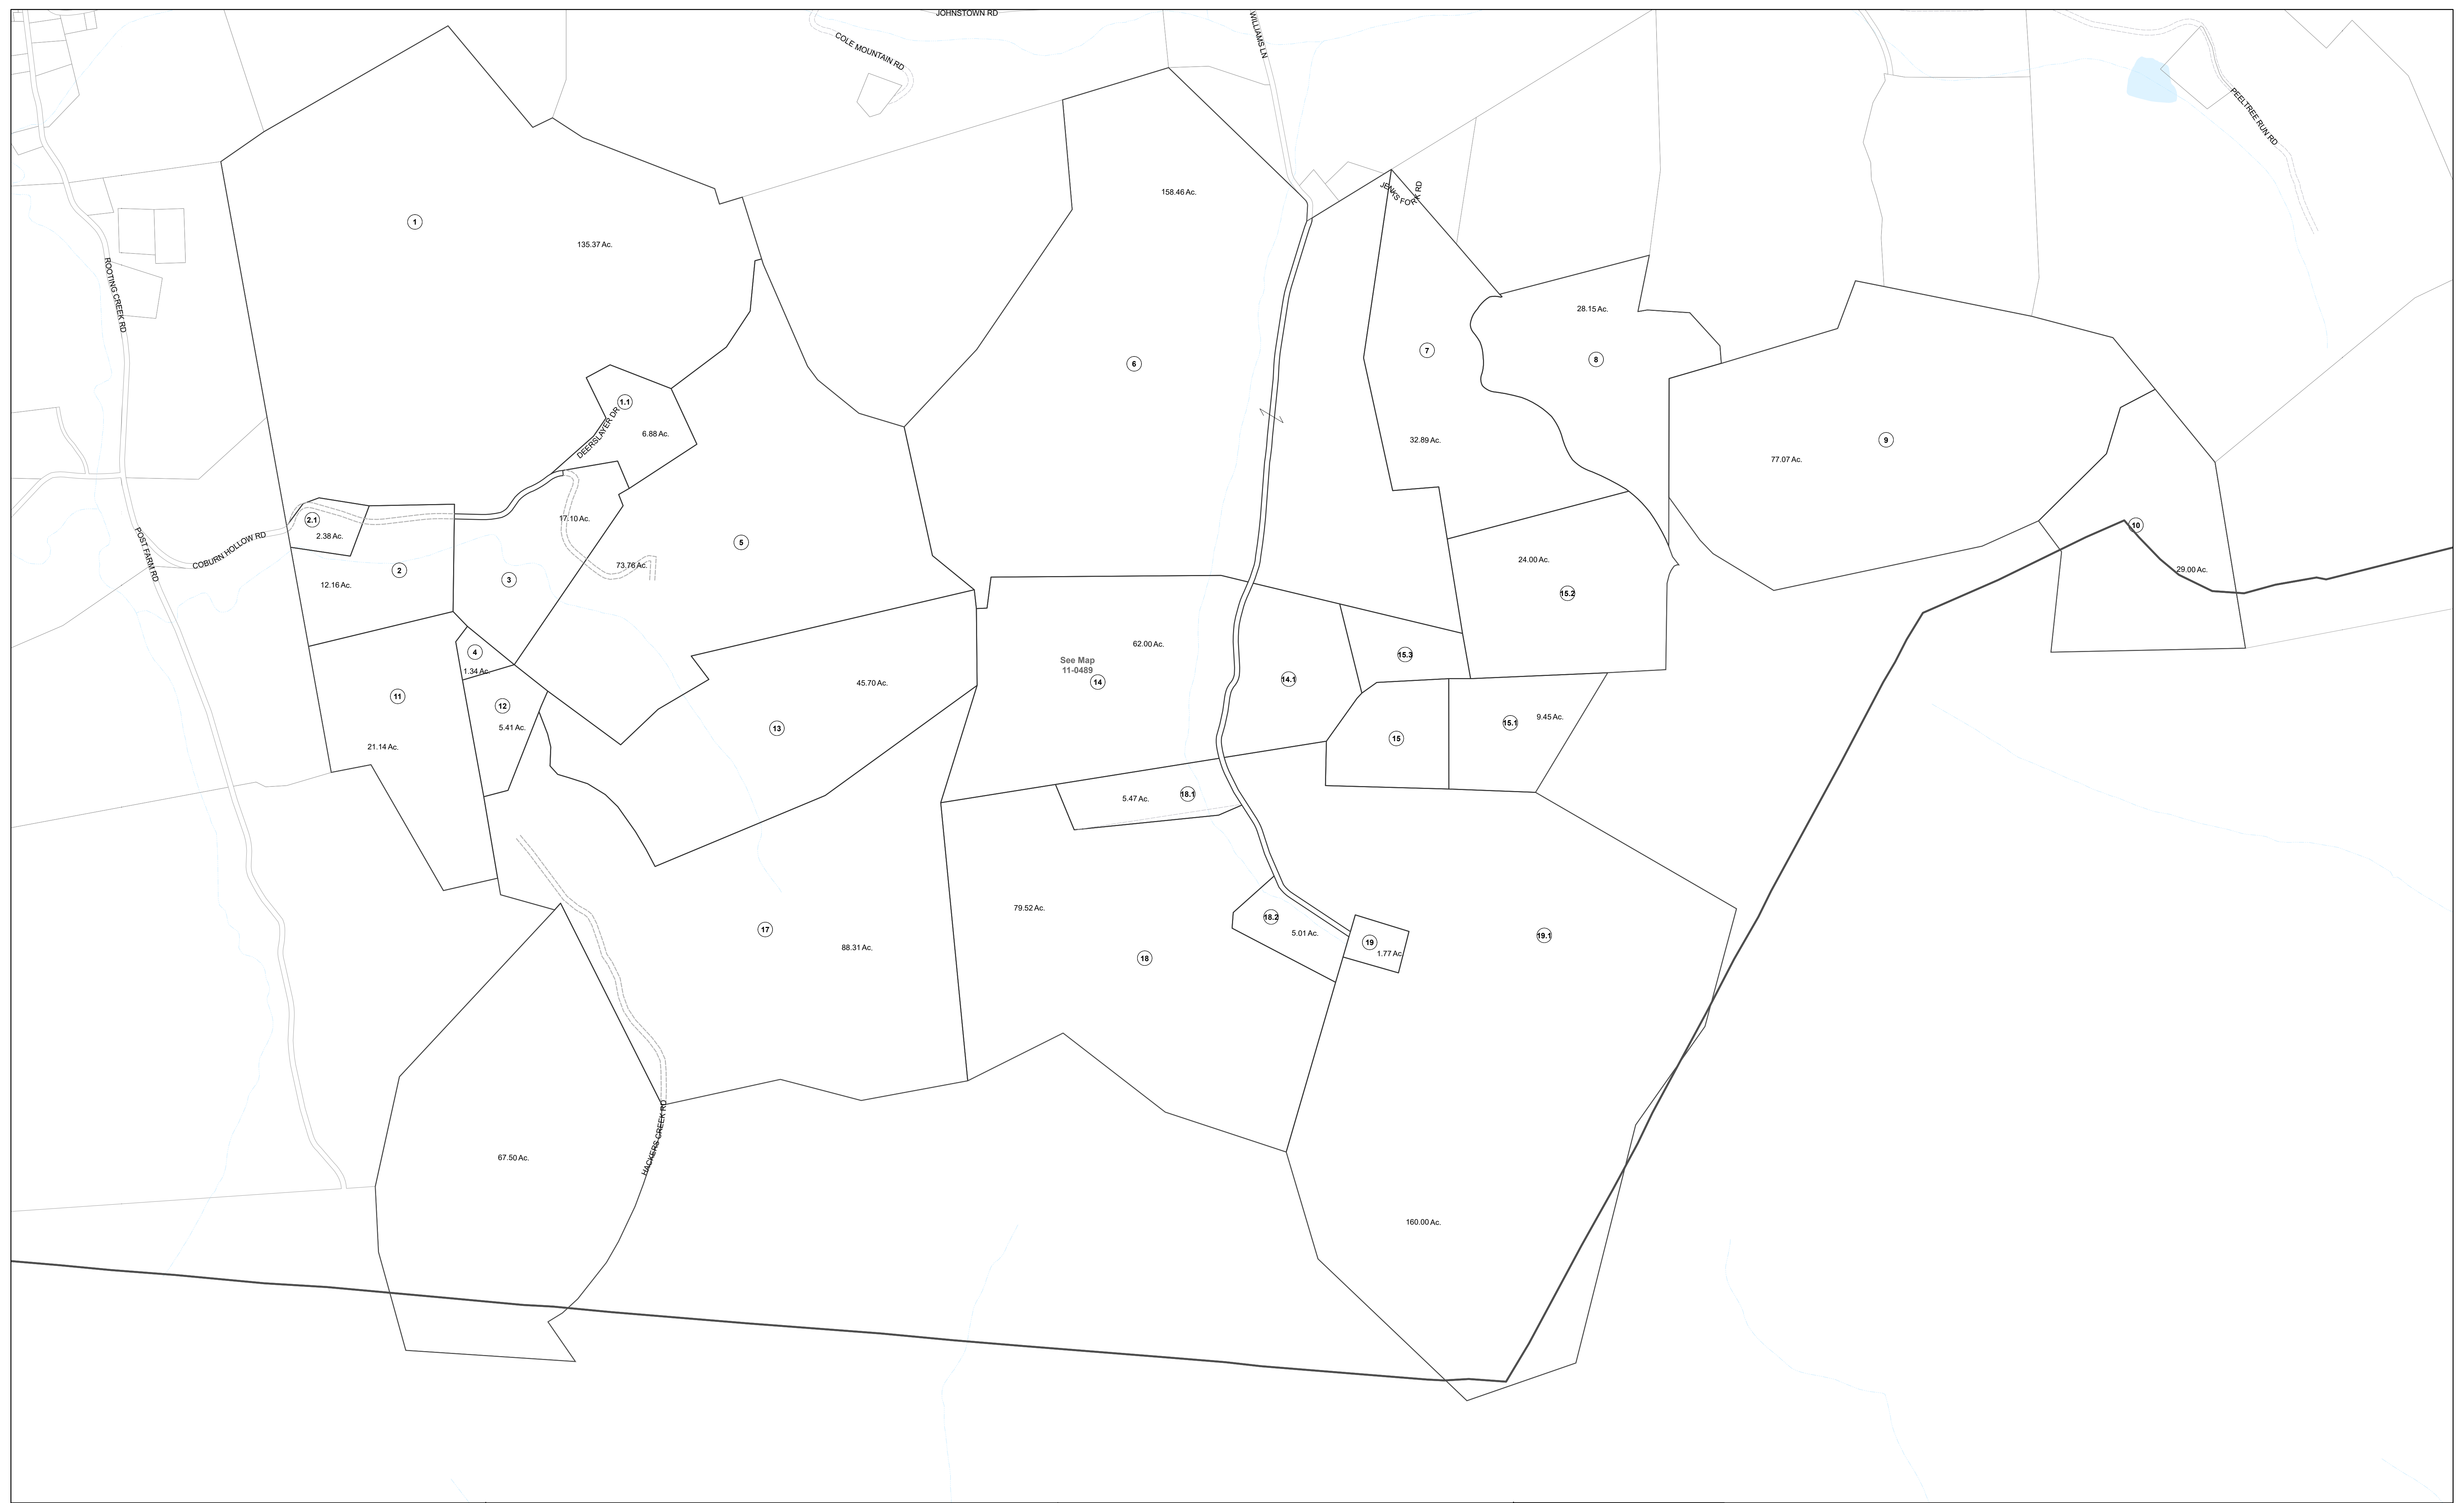 JOHNSTOWN RD
WILLIAMS LN
COLE MOUNTAIN RD
PEELTREE RUN RD
158.46 Ac.
JENKS FORK RD
1
135.37 Ac.
ROOTING CREEK RD
28.15 Ac.
7
8
6
1.1
DEERSLAYER DR
6.88 Ac.
32.89 Ac.
9
77.07 Ac.
2.1
17.10 Ac.
10
2.38 Ac.
5
COBURN HOLLOW RD
POST FARM RD
73.76 Ac.
24.00 Ac.
2
3
29.00 Ac.
12.16 Ac.
15.2
62.00 Ac.
4
15.3
See Map
11-0489
1.34 Ac.
14
14.1
45.70 Ac.
11
12
5.41 Ac.
13
15.1
9.45 Ac.
15
21.14 Ac.
5.47 Ac.
18.1
79.52 Ac.
18.2
17
5.01 Ac.
19
19.1
88.31 Ac.
1.77 Ac.
18
HACKERS CREEK RD
67.50 Ac.
160.00 Ac.